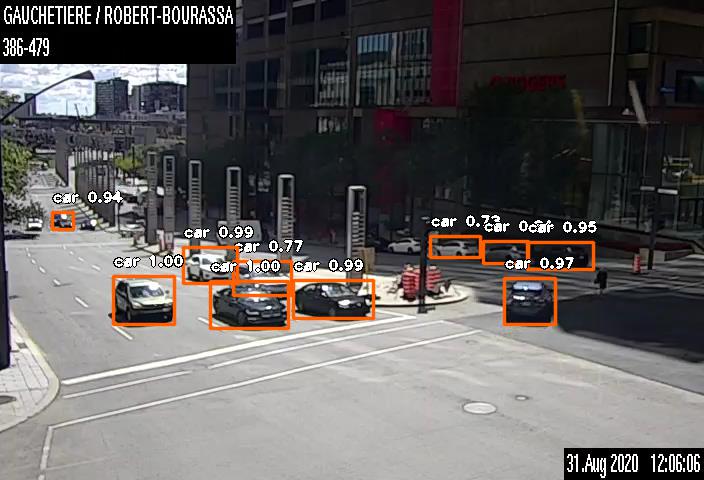 GAUCHETIERE / ROBERT-BOURASSA
386-479
ROGERS
car 0.94
car 0.73
car 0.95
car 0.99
car 0.77
car 1.00
car 1.00
car 0.99
car 0.97
31.Aug 2020 12:06:06